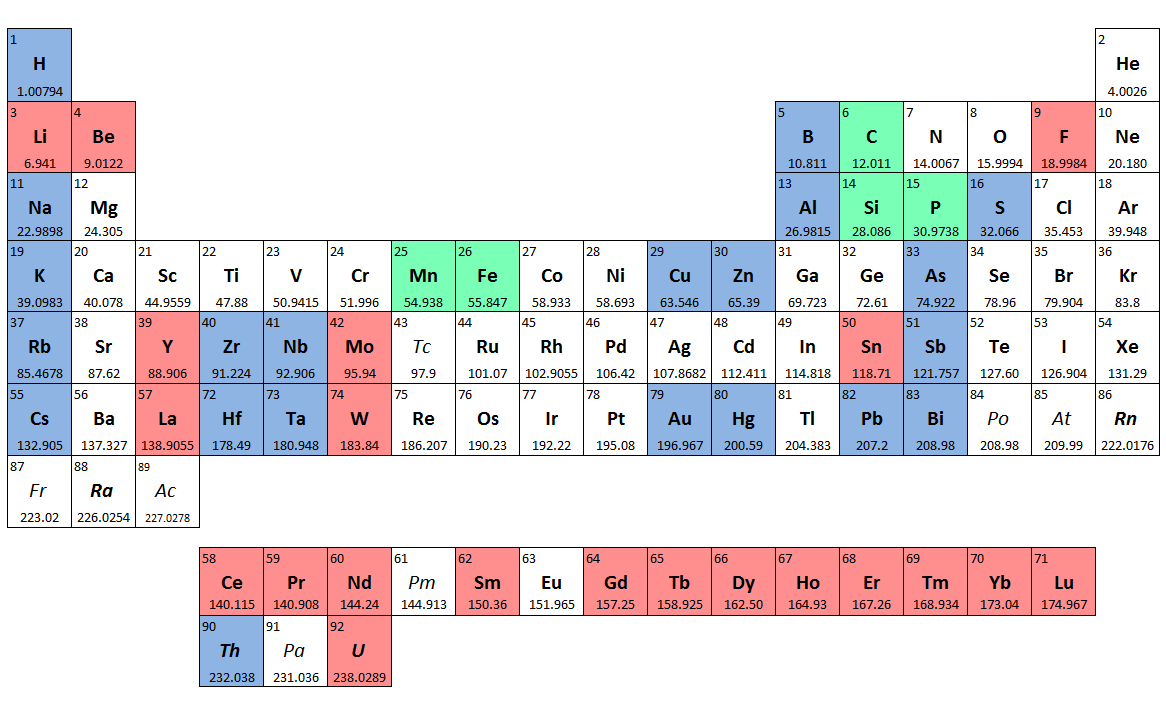 1 2
H He
1.00794 4.0026
3 4 5 6 7 8 9 10
Li Be B C N O F Ne
6.941 9.0122 10.811 12.011 14.0067 15.9994 18.9984 20.180
11 12 13 14 15 16 17 18
Na Mg Al Si P S Cl Ar
22.9898 24.305 26.9815 28.086 30.9738 32.066 35.453 39.948
19 20 21 22 23 24 25 26 27 28 29 30 31 32 33 34 35 36
K Ca Sc Ti V Cr Mn Fe Co Ni Cu Zn Ga Ge As Se Br Kr
39.0983 40.078 44.9559 47.88 50.9415 51.996 54.938 55.847 58.933 58.693 63.546 65.39 69.723 72.61 74.922 78.96 79.904 83.8
37 38 39 40 41 42 43 44 45 46 47 48 49 50 51 52 53 54
Rb Sr Y Zr Nb Mo Tc Ru Rh Pd Ag Cd In Sn Sb Te I Xe
85.4678 87.62 88.906 91.224 92.906 95.94 97.9 101.07 102.9055 106.42 107.8682 112.411 114.818 118.71 121.757 127.60 126.904 131.29
55 56 57 72 73 74 75 76 77 78 79 80 81 82 83 84 85 86
Cs Ba La Hf Ta W Re Os Ir Pt Au Hg Tl Pb Bi Po At Rn
132.905 137.327 138.9055 178.49 180.948 183.84 186.207 190.23 192.22 195.08 196.967 200.59 204.383 207.2 208.98 208.98 209.99 222.0176
87 88 89
Fr Ra Ac
223.02 226.0254 227.0278
58 59 60 61 62 63 64 65 66 67 68 69 70 71
Ce Pr Nd Pm Sm Eu Gd Tb Dy Ho Er Tm Yb Lu
140.115 140.908 144.24 144.913 150.36 151.965 157.25 158.925 162.50 164.93 167.26 168.934 173.04 174.967
90 91 92
Th Pa U
232.038 231.036 238.0289